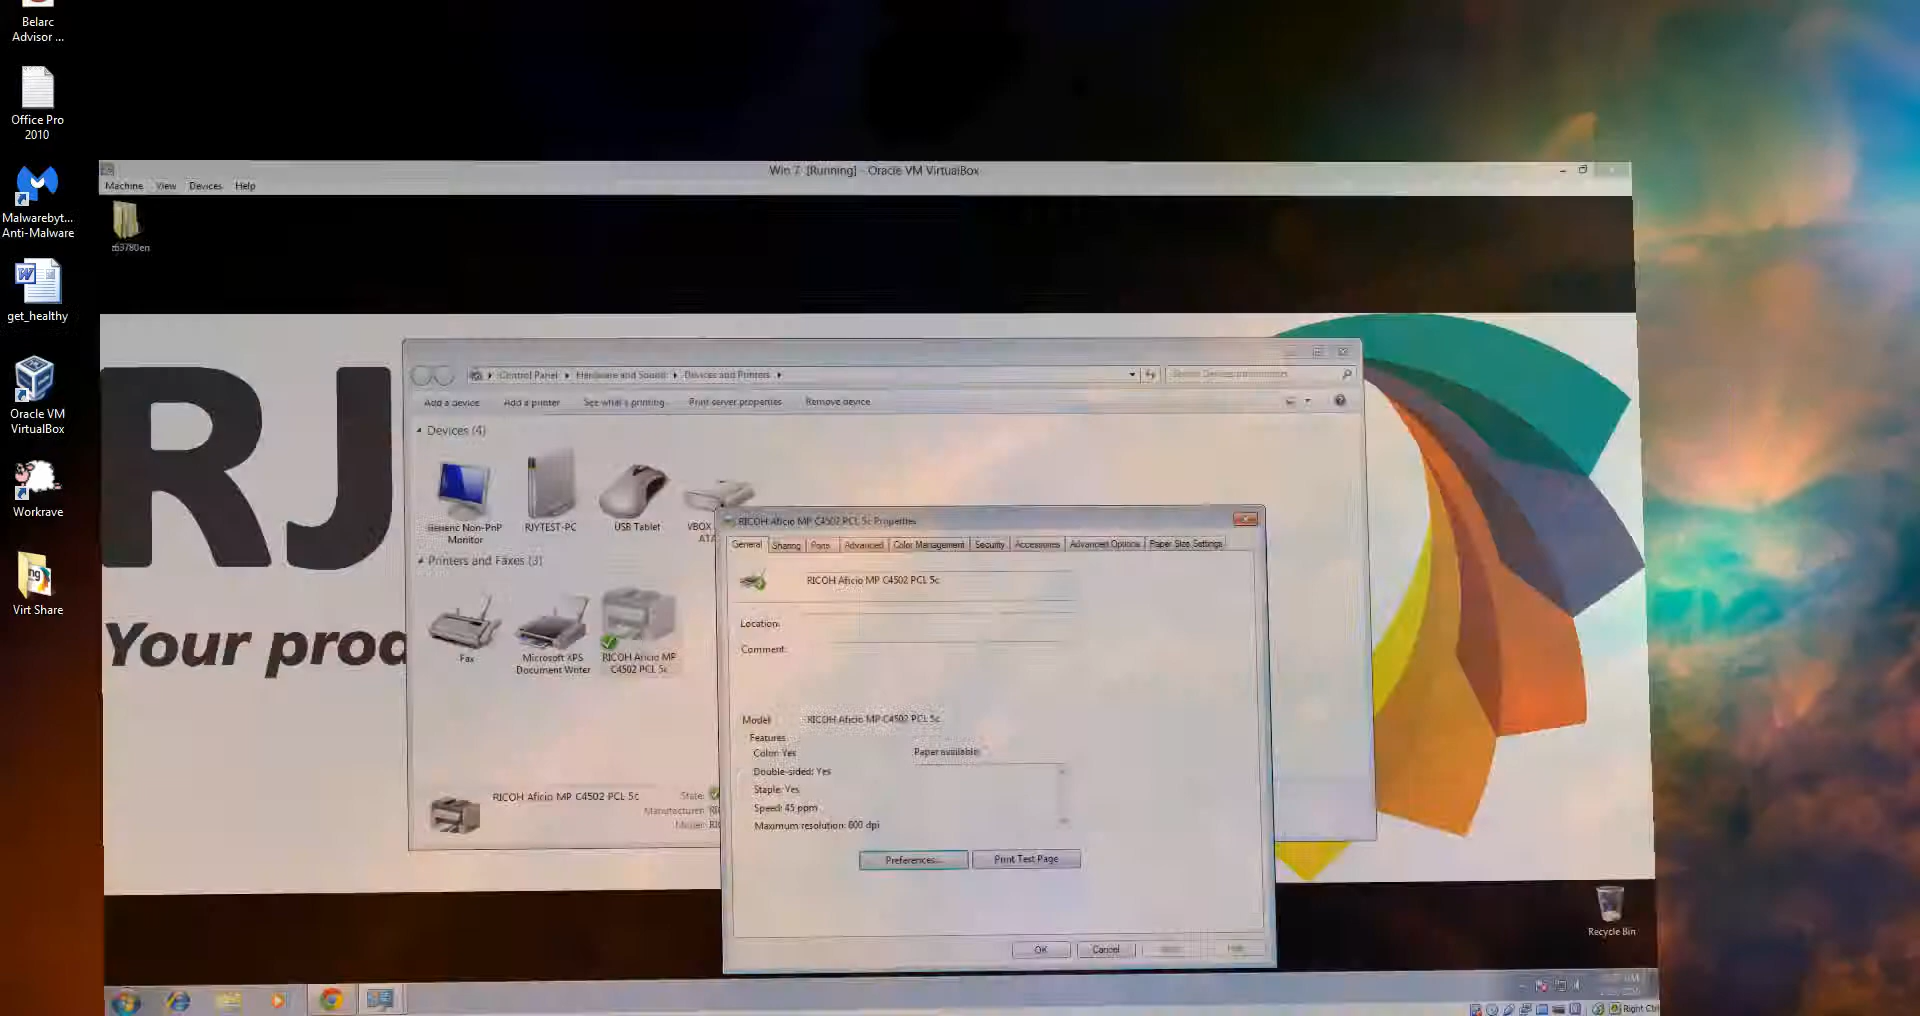 Belarc
Advisor ...
Office Pro
2010
Malwarebyt...
Anti-Malware
get_healthy
Oracle VM
VirtualBox
Workrave
Virt Share
Win 7 [Running] - Oracle VM VirtualBox
Machine View Devices Help
z63780en
RJ
Your prod
Control Panel Hardware and Sound Devices and Printers
Search Devices and Printers
Add a device Add a printer See what's printing Print server properties Remove device
Devices (4)
Generic Non-PnP
Monitor
RJYTEST-PC
USB Tablet
VBOX
ATA
Printers and Faxes (3)
Fax
Microsoft XPS
Document Writer
RICOH Aficio MP
C4502 PCL 5c
RICOH Aficio MP C4502 PCL 5c
State:
Manufacturer: RI
Model: RI
RICOH Aficio MP C4502 PCL 5c Properties
General Sharing Ports Advanced Color Management Security Accessories Advanced Options Paper Size Settings
RICOH Aficio MP C4502 PCL 5c
Location:
Comment:
Model: RICOH Aficio MP C4502 PCL 5c
Features
Color: Yes
Paper available:
Double-sided: Yes
Staple: Yes
Speed: 45 ppm
Maximum resolution: 600 dpi
Preferences...
Print Test Page
OK Cancel Help
Recycle Bin
Right Ctrl